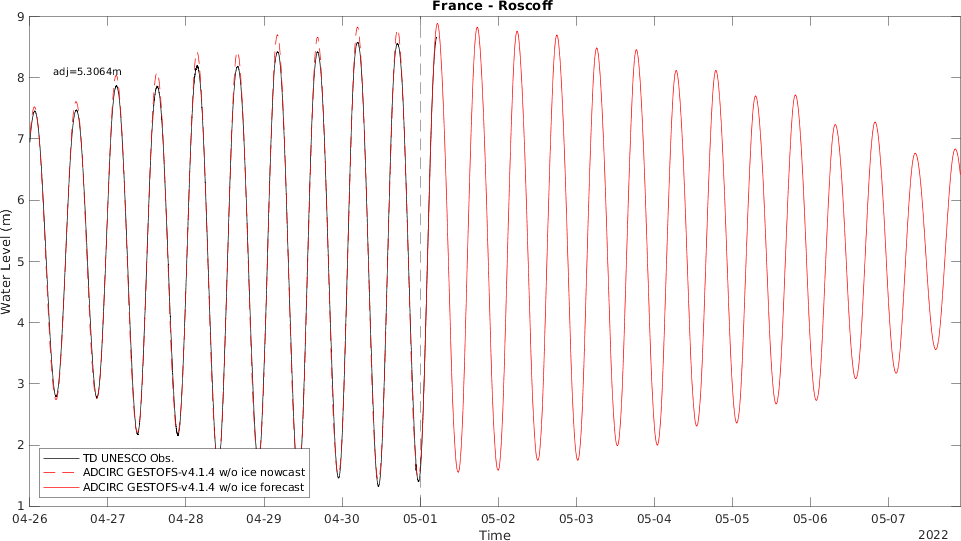 France - Roscoff
9
8
7
6
5
4
3
2
1
Water Level (m)
adj=5.3064m
TD UNESCO Obs.
ADCIRC GESTOFS-v4.1.4 w/o ice nowcast
ADCIRC GESTOFS-v4.1.4 w/o ice forecast
04-26 04-27 04-28 04-29 04-30 05-01 05-02 05-03 05-04 05-05 05-06 05-07
Time
2022